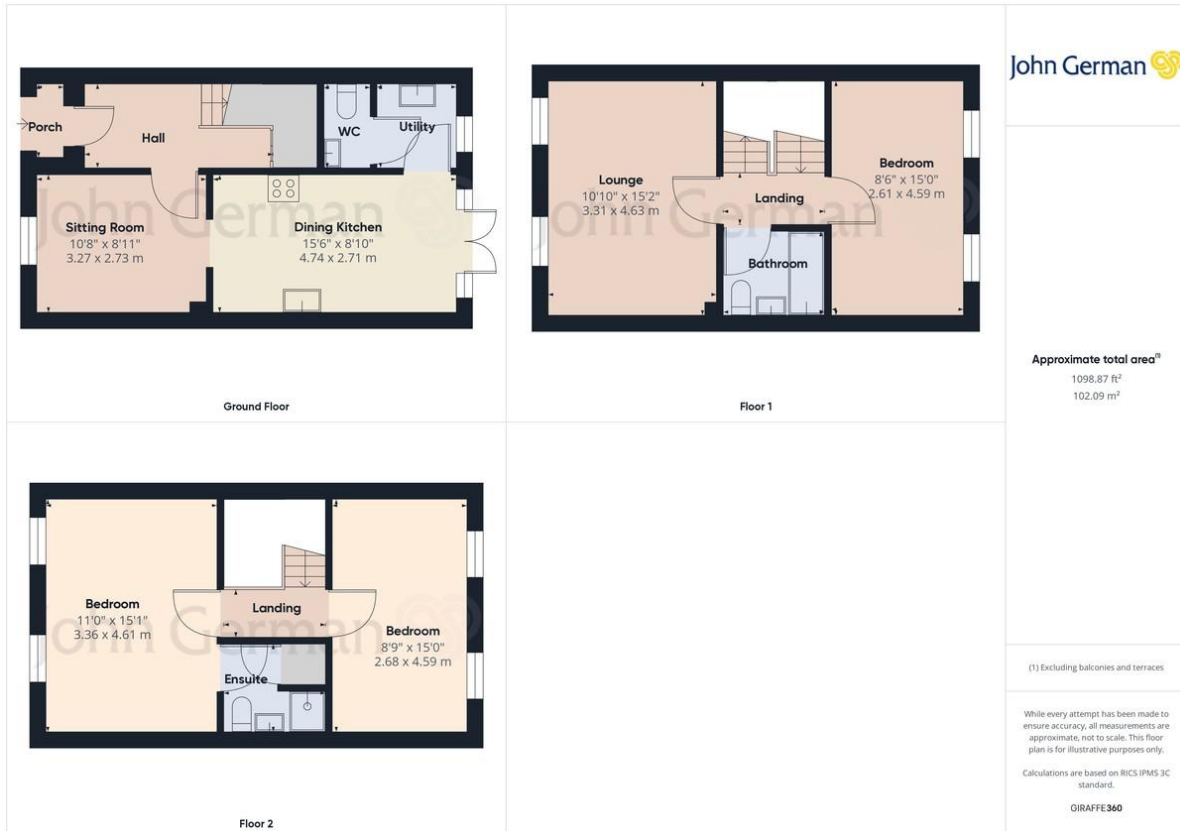 Porch
Hall
WC
Utility
Sitting Room
10'8" x 8'11"
3.27 x 2.73 m
Dining Kitchen
15'6" x 8'10"
4.74 x 2.71 m
John German
Ground Floor
Lounge
10'10" x 15'2"
3.31 x 4.63 m
Landing
Bedroom
8'6" x 15'0"
2.61 x 4.59 m
Bathroom
John German
Floor 1
Bedroom
11'0" x 15'1"
3.36 x 4.61 m
Landing
Bedroom
8'9" x 15'0"
2.68 x 4.59 m
Ensuite
John German
Floor 2
John German
Approximate total area(1)
1098.87 ft²
102.09 m²
(1) Excluding balconies and terraces
While every attempt has been made to
ensure accuracy, all measurements are
approximate, not to scale. This floor
plan is for illustrative purposes only.
Calculations are based on RICS IPMS 3C
standard.
GIRAFFE360